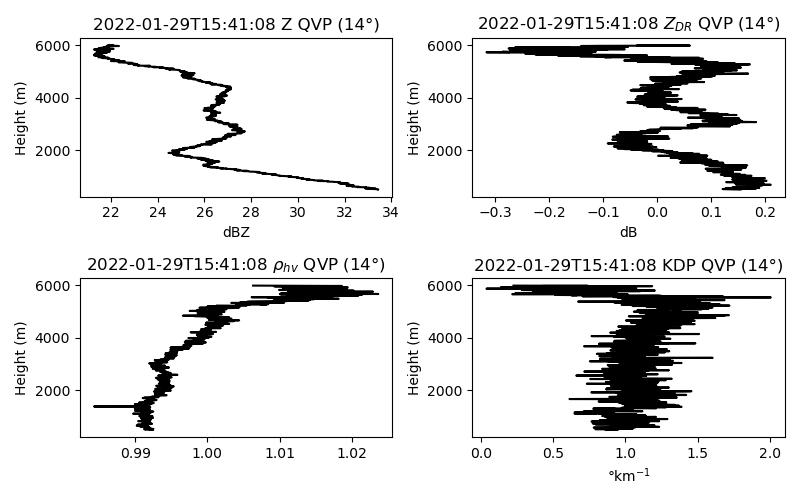 2022-01-29T15:41:08 Z QVP (14°)
6000
4000
2000
Height (m)
22 24 26 28 30 32 34
dBZ
2022-01-29T15:41:08 Z_DR QVP (14°)
6000
4000
2000
Height (m)
−0.3 −0.2 −0.1 0.0 0.1 0.2
dB
2022-01-29T15:41:08 ρ_hv QVP (14°)
6000
4000
2000
Height (m)
0.99 1.00 1.01 1.02
2022-01-29T15:41:08 KDP QVP (14°)
6000
4000
2000
Height (m)
0.0 0.5 1.0 1.5 2.0
°km⁻¹